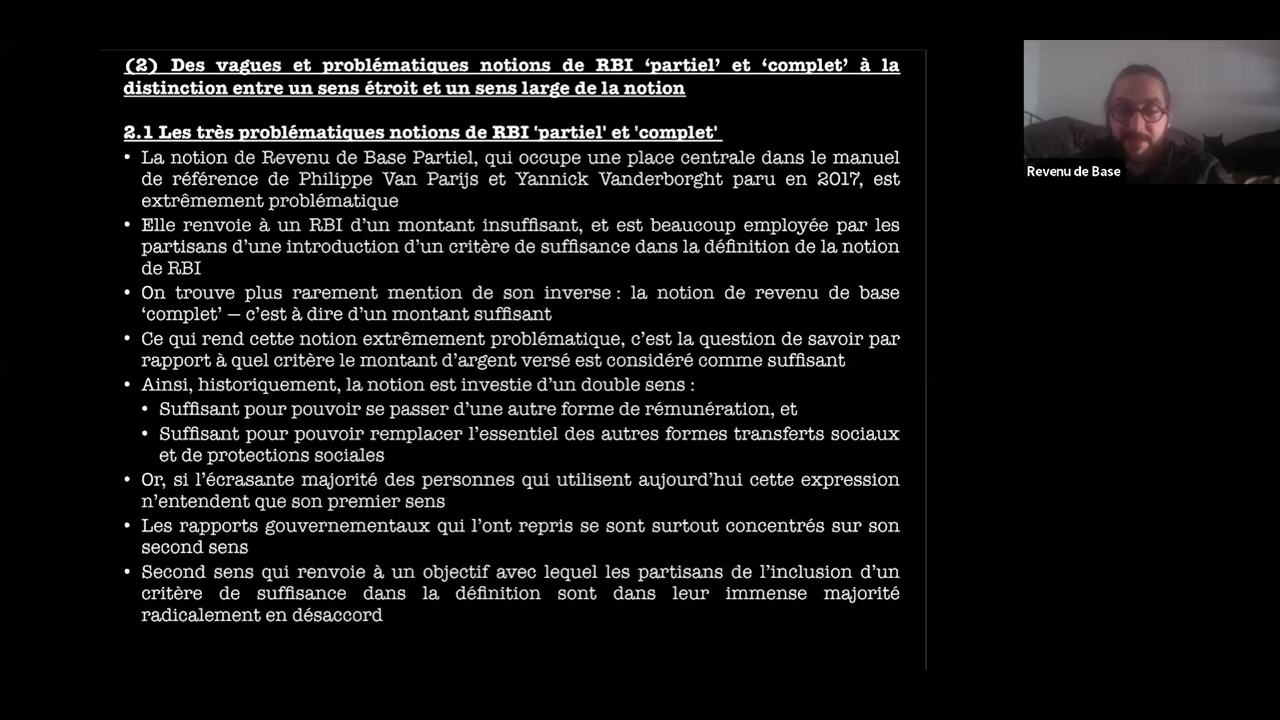 (2) Des vagues et problématiques notions de RBI ‘partiel’ et ‘complet’ à la
distinction entre un sens étroit et un sens large de la notion
2.1 Les très problématiques notions de RBI 'partiel' et 'complet'
• La notion de Revenu de Base Partiel, qui occupe une place centrale dans le manuel
de référence de Philippe Van Parijs et Yannick Vanderborght paru en 2017, est
extrêmement problématique
• Elle renvoie à un RBI d’un montant insuffisant, et est beaucoup employée par les
partisans d’une introduction d’un critère de suffisance dans la définition de la notion
de RBI
• On trouve plus rarement mention de son inverse : la notion de revenu de base
‘complet’ – c’est à dire d’un montant suffisant
• Ce qui rend cette notion extrêmement problématique, c’est la question de savoir par
rapport à quel critère le montant d’argent versé est considéré comme suffisant
• Ainsi, historiquement, la notion est investie d’un double sens :
• Suffisant pour pouvoir se passer d’une autre forme de rémunération, et
• Suffisant pour pouvoir remplacer l’essentiel des autres formes transferts sociaux
et de protections sociales
• Or, si l’écrasante majorité des personnes qui utilisent aujourd’hui cette expression
n’entendent que son premier sens
• Les rapports gouvernementaux qui l’ont repris se sont surtout concentrés sur son
second sens
• Second sens qui renvoie à un objectif avec lequel les partisans de l’inclusion d’un
critère de suffisance dans la définition sont dans leur immense majorité
radicalement en désaccord
Revenu de Base